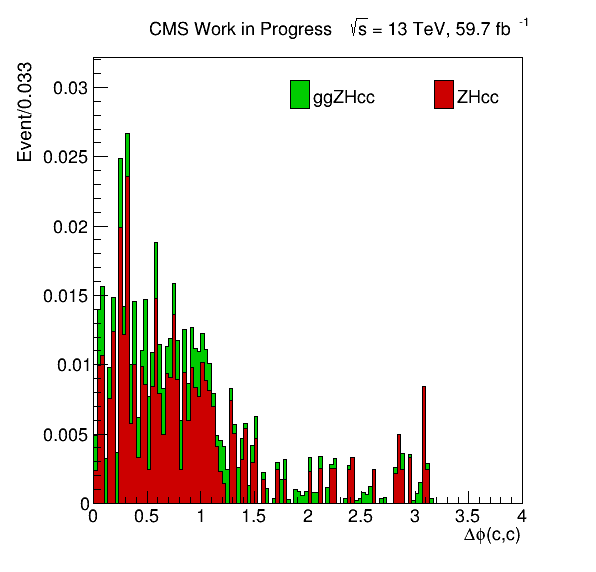 CMS Work in Progress √s = 13 TeV, 59.7 fb⁻¹
Event/0.033
ggZHcc ZHcc
0.03
0.025
0.02
0.015
0.01
0.005
0
0 0.5 1 1.5 2 2.5 3 3.5 4
Δϕ(c,c)